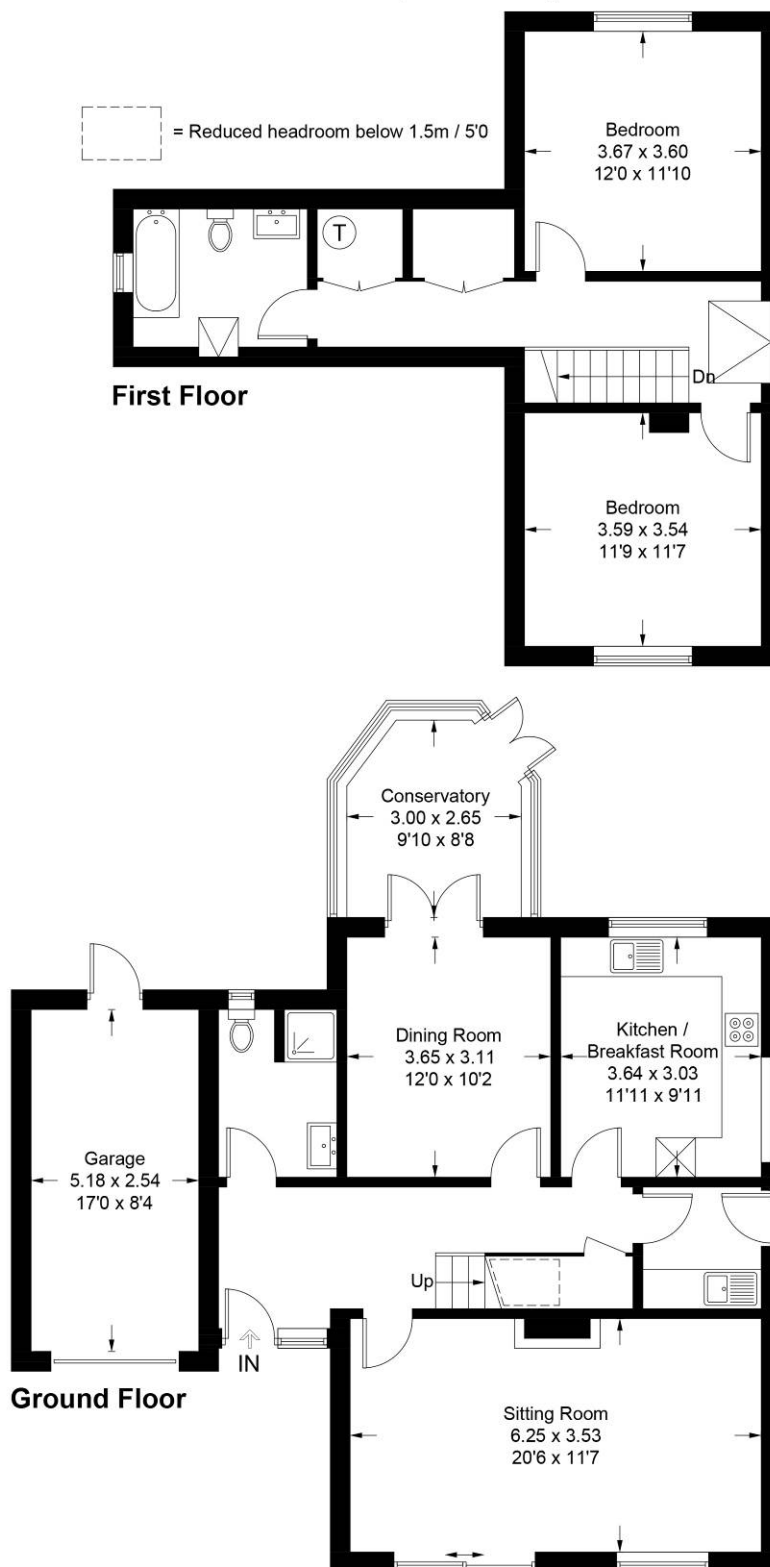 = Reduced headroom below 1.5m / 5'0
Bedroom
3.67 x 3.60
12'0 x 11'10
T
Dn
First Floor
Bedroom
3.59 x 3.54
11'9 x 11'7
Conservatory
3.00 x 2.65
9'10 x 8'8
Dining Room
3.65 x 3.11
12'0 x 10'2
Kitchen /
Breakfast Room
3.64 x 3.03
11'11 x 9'11
Garage
5.18 x 2.54
17'0 x 8'4
Up
IN
Ground Floor
Sitting Room
6.25 x 3.53
20'6 x 11'7